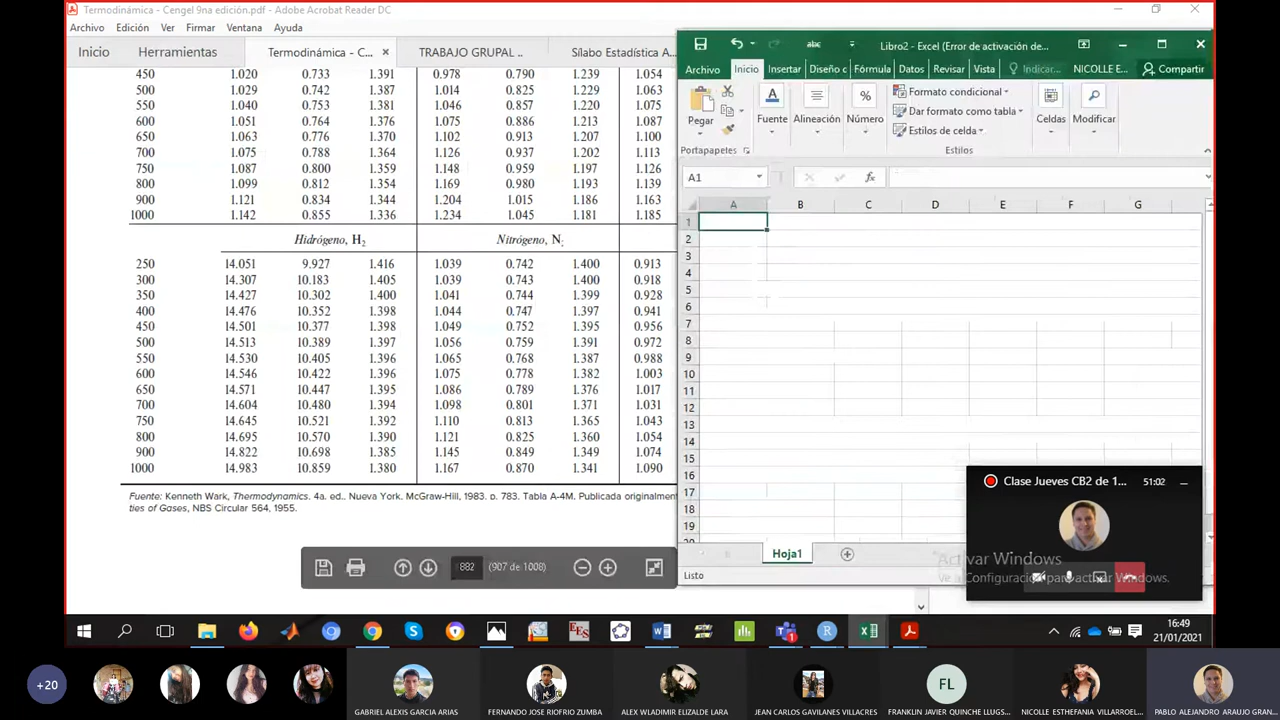 Termodinámica - Cengel 9na edición.pdf - Adobe Acrobat Reader DC
Archivo Edición Ver Firmar Ventana Ayuda
Inicio Herramientas Termodinámica - C... × TRABAJO GRUPAL .. Sílabo Estadística A...
450 1.020 0.733 1.391 0.978 0.790 1.239 1.054
500 1.029 0.742 1.387 1.014 0.825 1.229 1.063
550 1.040 0.753 1.381 1.046 0.857 1.220 1.075
600 1.051 0.764 1.376 1.075 0.886 1.213 1.087
650 1.063 0.776 1.370 1.102 0.913 1.207 1.100
700 1.075 0.788 1.364 1.126 0.937 1.202 1.113
750 1.087 0.800 1.359 1.148 0.959 1.197 1.126
800 1.099 0.812 1.354 1.169 0.980 1.193 1.139
900 1.121 0.834 1.344 1.204 1.015 1.186 1.163
1000 1.142 0.855 1.336 1.234 1.045 1.181 1.185
Hidrógeno, H2 Nitrógeno, N2
250 14.051 9.927 1.416 1.039 0.742 1.400 0.913
300 14.307 10.183 1.405 1.039 0.743 1.400 0.918
350 14.427 10.302 1.400 1.041 0.744 1.399 0.928
400 14.476 10.352 1.398 1.044 0.747 1.397 0.941
450 14.501 10.377 1.398 1.049 0.752 1.395 0.956
500 14.513 10.389 1.397 1.056 0.759 1.391 0.972
550 14.530 10.405 1.396 1.065 0.768 1.387 0.988
600 14.546 10.422 1.396 1.075 0.778 1.382 1.003
650 14.571 10.447 1.395 1.086 0.789 1.376 1.017
700 14.604 10.480 1.394 1.098 0.801 1.371 1.031
750 14.645 10.521 1.392 1.110 0.813 1.365 1.043
800 14.695 10.570 1.390 1.121 0.825 1.360 1.054
900 14.822 10.698 1.385 1.145 0.849 1.349 1.074
1000 14.983 10.859 1.380 1.167 0.870 1.341 1.090
Fuente: Kenneth Wark, Thermodynamics. 4a. ed.. Nueva York. McGraw-Hill, 1983. p. 783. Tabla A-4M. Publicada originalmen
ties of Gases, NBS Circular 564, 1955.
882 (907 de 1008)
abc Libro2 - Excel (Error de activación de...
Archivo Inicio Insertar Diseño c Fórmula Datos Revisar Vista Indicar. NICOLLE E... Compartir
Pegar Fuente Alineación Número Formato condicional Dar formato como tabla Estilos de celda Celdas Modificar
Portapapeles Estilos
A1 fx
A B C D E F G
1
2
3
4
5
6
7
8
9
10
11
12
13
14
15
16
17
18
19
20
Hoja1
Listo
Clase Jueves CB2 de 1... 51:02
Activar Windows
Ve a Configuración para activar Windows.
16:49
21/01/2021
+20
GABRIEL ALEXIS GARCIA ARIAS
FERNANDO JOSE RIOFRIO ZUMBA
ALEX WLADIMIR ELIZALDE LARA
JEAN CARLOS GAVILANES VILLACRES
FL
FRANKLIN JAVIER QUINCHE LLUGS...
NICOLLE ESTHEFANIA VILLARROEL...
PABLO ALEJANDRO ARAUJO GRAN...